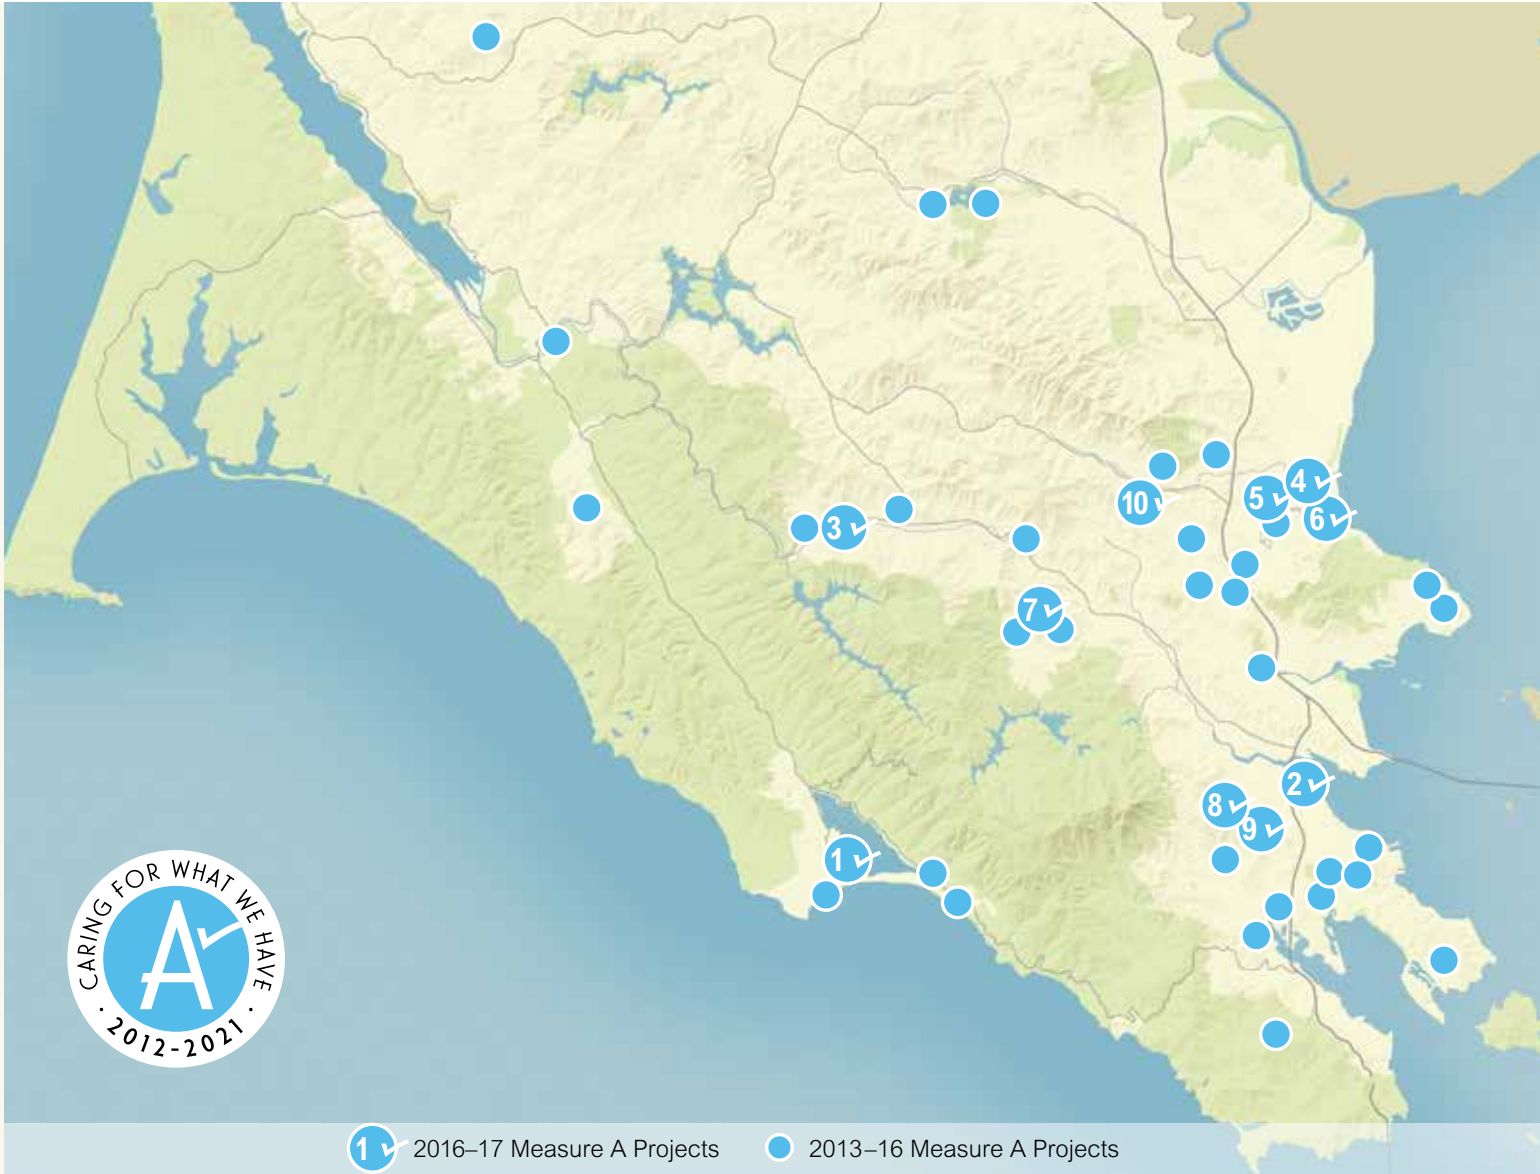 10
5
4
6
3
7
2
8
9
1
CARING FOR WHAT WE HAVE
· 2012-2021 ·
A
1 2016–17 Measure A Projects
2013–16 Measure A Projects